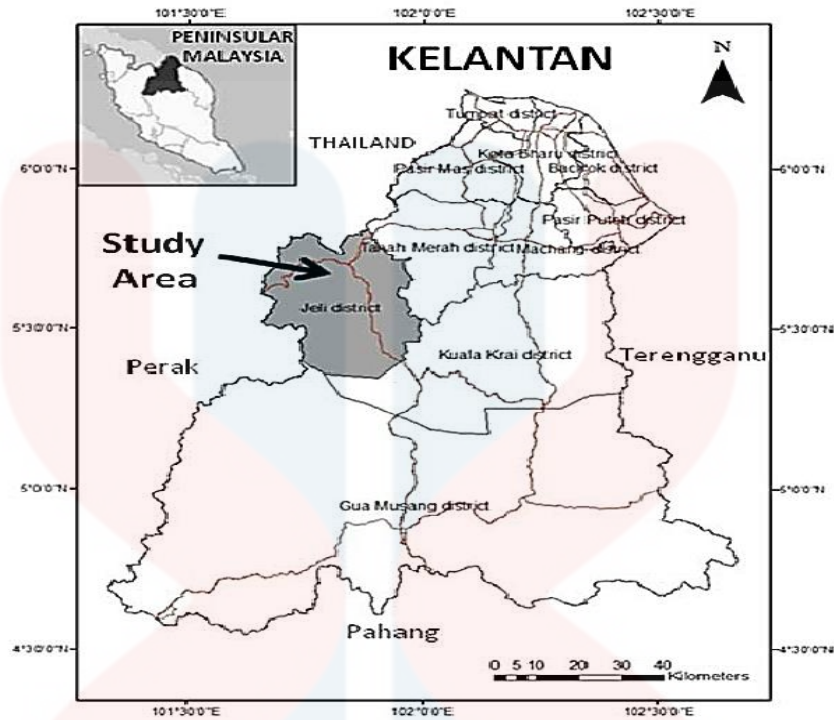 101°30'0"E 102°0'0"E 102°30'0"E
PENINSULAR
MALAYSIA
KELANTAN
N
THAILAND
Tumpat district
Kota Bharu district
6°0'0"N
Pasir Mas district
Bachok district
6°0'0"N
Pasir Puteh district
Study
Area
Tanah Merah district
Machang district
Jeli district
5°30'0"N
5°30'0"N
Perak
Kuala Krai district
Terengganu
5°0'0"N
5°0'0"N
Gua Musang district
Pahang
4°30'0"N
4°30'0"N
0 5 10 20 30 40
Kilometers
101°30'0"E 102°0'0"E 102°30'0"E